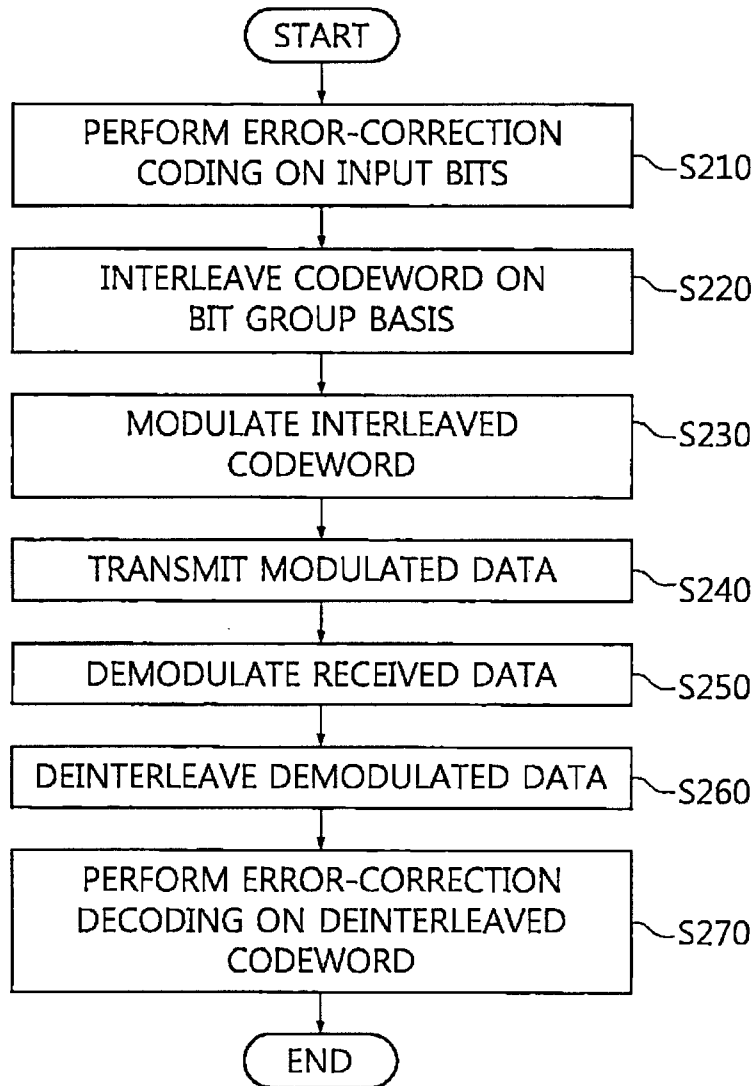 START
PERFORM ERROR-CORRECTION
CODING ON INPUT BITS
S210
INTERLEAVE CODEWORD ON
BIT GROUP BASIS
S220
MODULATE INTERLEAVED
CODEWORD
S230
TRANSMIT MODULATED DATA
S240
DEMODULATE RECEIVED DATA
S250
DEINTERLEAVE DEMODULATED DATA
S260
PERFORM ERROR-CORRECTION
DECODING ON DEINTERLEAVED
CODEWORD
S270
END